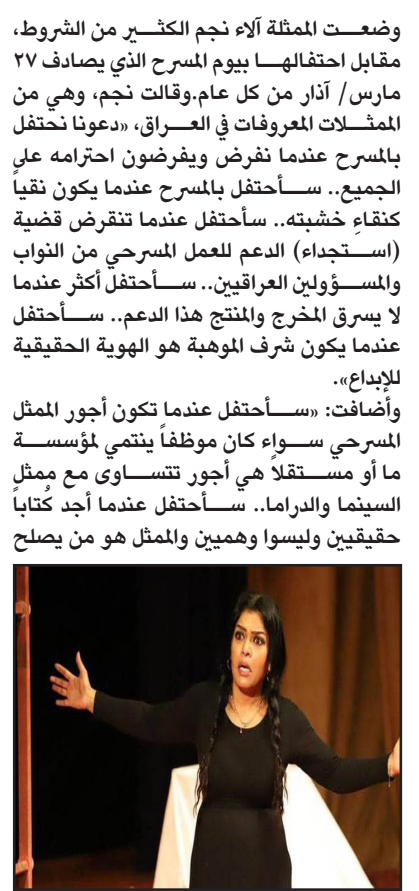 وضعت الممثلة آلاء نجم الكثير من الشروط،
مقابل احتفالها بيوم المسرح الذي يصادف ٢٧
مارس/ آذار من كل عام.وقالت نجم، وهي من
الممثلات المعروفات في العراق، «دعونا نحتفل
بالمسرح عندما نفرض ويفرضون احترامه على
الجميع.. سأحتفل بالمسرح عندما يكون نقياً
كنقاءِ خشبته.. سأحتفل عندما تنقرض قضية
(استجداء) الدعم للعمل المسرحي من النواب
والمسؤولين العراقيين.. سأحتفل أكثر عندما
لا يسرق المخرج والمنتج هذا الدعم.. سأحتفل
عندما يكون شرف الموهبة هو الهوية الحقيقية
للإبداع».
وأضافت: «سأحتفل عندما تكون أجور الممثل
المسرحي سواء كان موظفاً ينتمي لمؤسسة
ما أو مستقلاً هي أجور تتساوى مع ممثل
السينما والدراما.. سأحتفل عندما أجد كُتاباً
حقيقيين وليسوا وهميين والممثل هو من يصلح